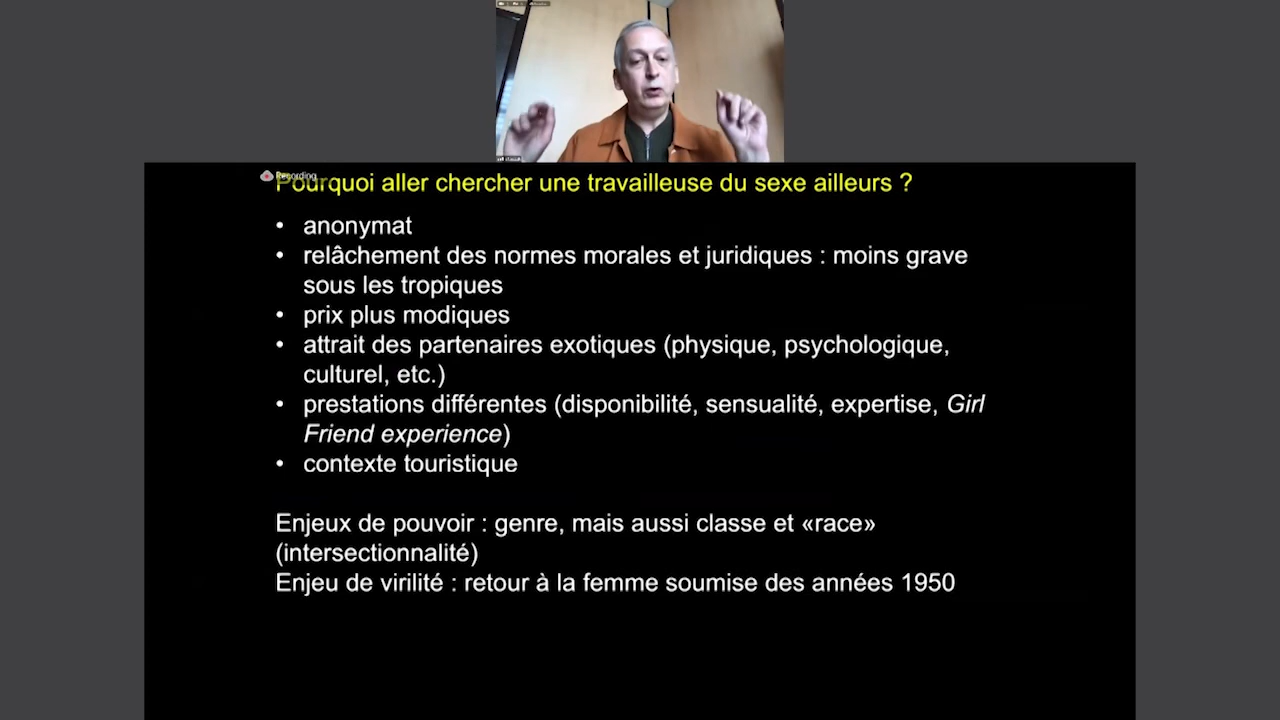 Recording
Pourquoi aller chercher une travailleuse du sexe ailleurs ?
• anonymat
• relâchement des normes morales et juridiques : moins grave
sous les tropiques
• prix plus modiques
• attrait des partenaires exotiques (physique, psychologique,
culturel, etc.)
• prestations différentes (disponibilité, sensualité, expertise, Girl
Friend experience)
• contexte touristique
Enjeux de pouvoir : genre, mais aussi classe et «race»
(intersectionnalité)
Enjeu de virilité : retour à la femme soumise des années 1950